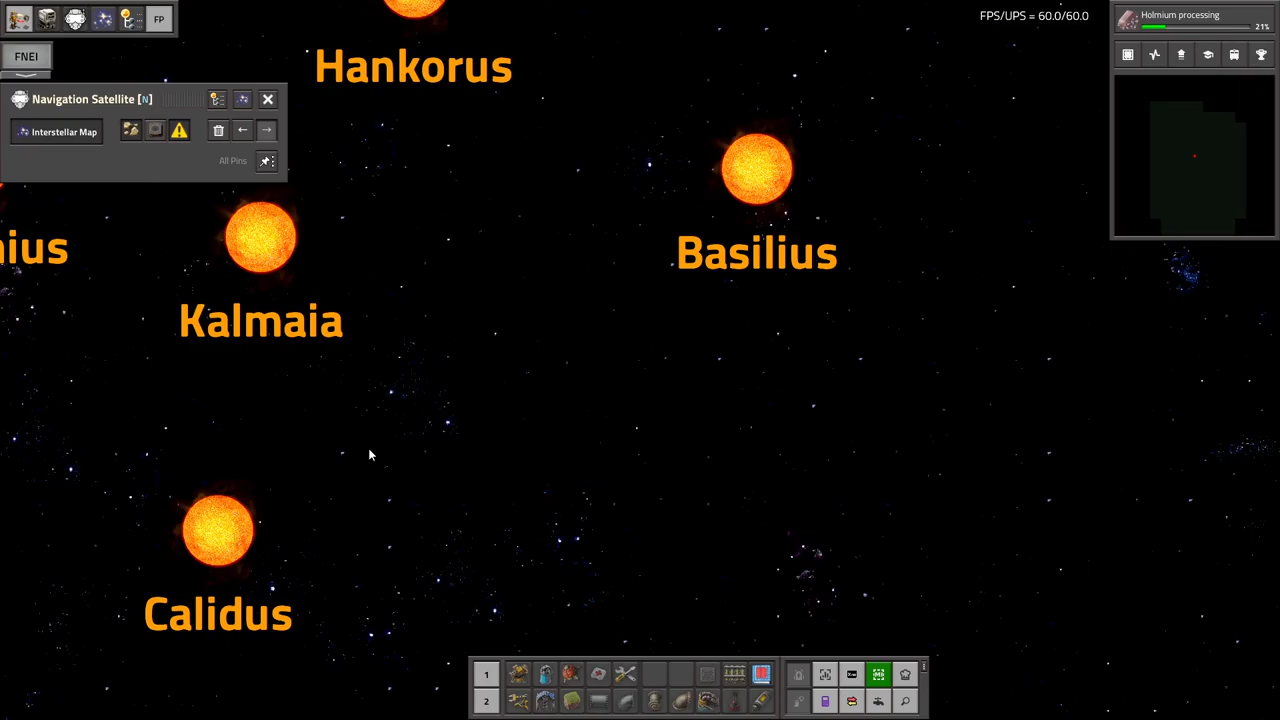 FP
FPS/UPS = 60.0/60.0
Holmium processing
21%
FNEI
Navigation Satellite [N]
Interstellar Map
All Pins
Hankorus
Basilius
Kalmaia
Calidus
1
2